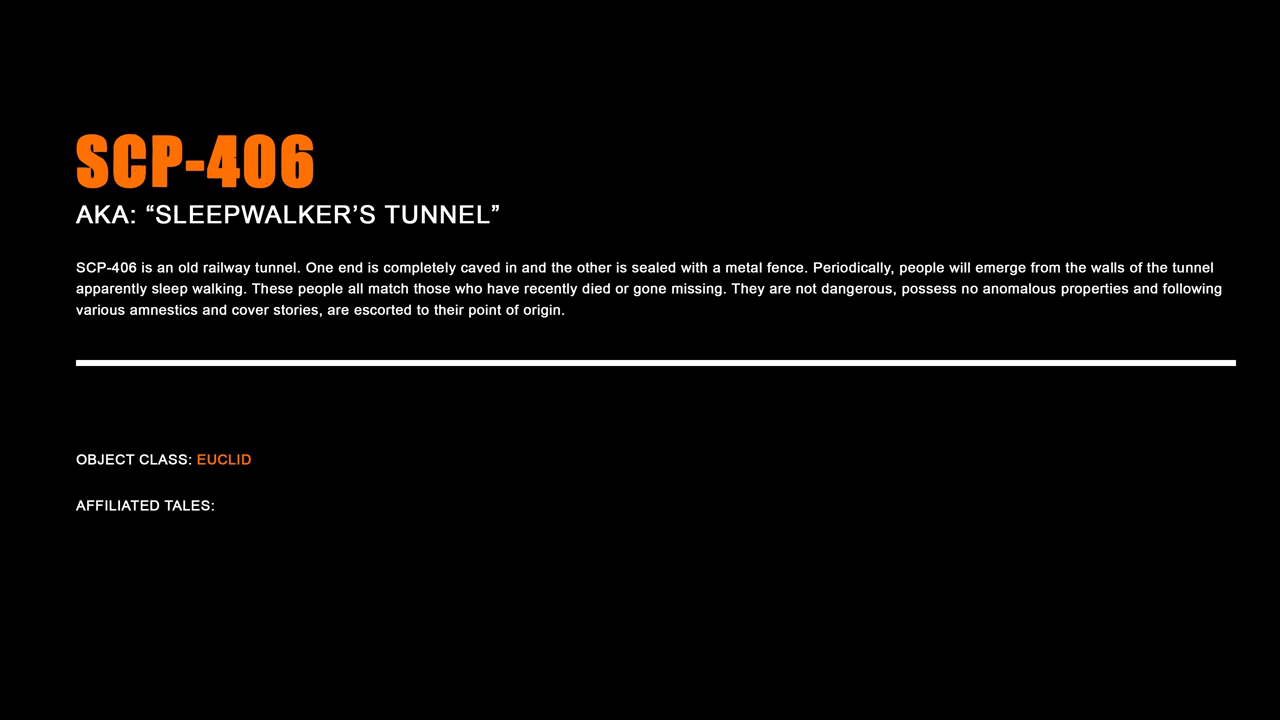 SCP-406
AKA: “SLEEPWALKER’S TUNNEL”
SCP-406 is an old railway tunnel. One end is completely caved in and the other is sealed with a metal fence. Periodically, people will emerge from the walls of the tunnel
apparently sleep walking. These people all match those who have recently died or gone missing. They are not dangerous, possess no anomalous properties and following
various amnestics and cover stories, are escorted to their point of origin.
OBJECT CLASS: EUCLID
AFFILIATED TALES: